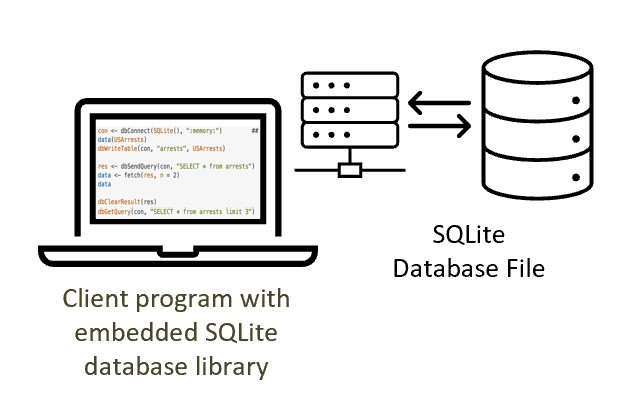 con <- dbConnect(SQLite(), ":memory:") ##
data(USArrests)
dbWriteTable(con, "arrests", USArrests)
res <- dbSendQuery(con, "SELECT * from arrests")
data <- fetch(res, n = 2)
data
dbClearResult(res)
dbGetQuery(con, "SELECT * from arrests limit 3")
SQLite
Database File
Client program with
embedded SQLite
database library